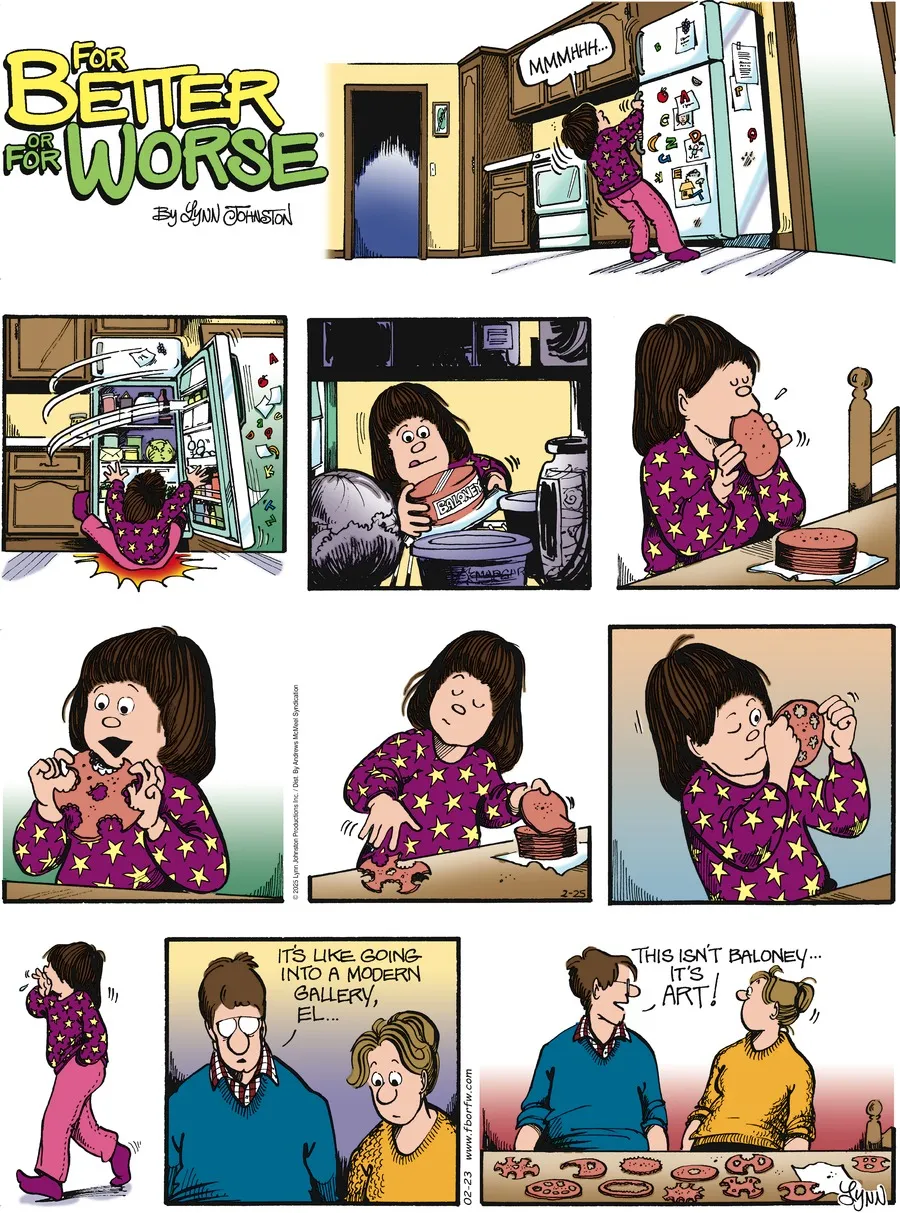 FOR
BETTER
OR
FOR
WORSE®
By LYNN JOHNSTON
MMMHHH...
BALONEY
MARGAR
© 2025 Lynn Johnston Productions Inc. / Dist. By Andrews McMeel Syndication
2-25
IT'S LIKE GOING
INTO A MODERN
GALLERY,
EL...
02-23 www.fborfw.com
THIS ISN'T BALONEY...
IT'S
ART!
LYNN